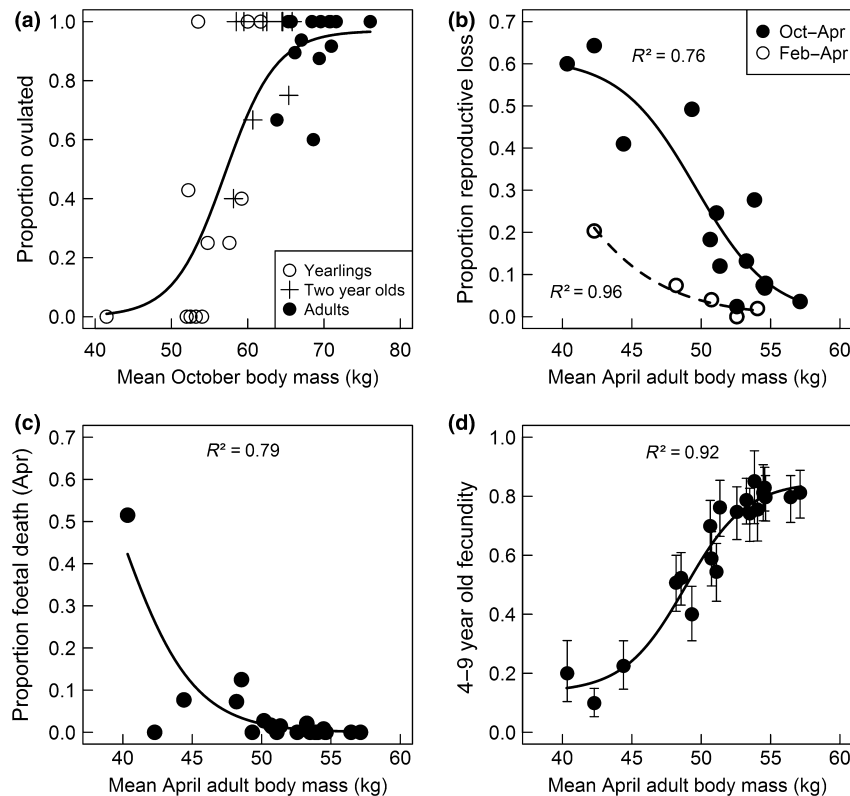 (a)
1.0
0.8
0.6
0.4
0.2
0.0
Proportion ovulated
Yearlings
Two year olds
Adults
40 50 60 70 80
Mean October body mass (kg)
(b)
0.7
0.6
0.5
0.4
0.3
0.2
0.1
0.0
Proportion reproductive loss
Oct–Apr
Feb–Apr
R² = 0.76
R² = 0.96
40 45 50 55 60
Mean April adult body mass (kg)
(c)
0.7
0.6
0.5
0.4
0.3
0.2
0.1
0.0
Proportion foetal death (Apr)
R² = 0.79
40 45 50 55 60
Mean April adult body mass (kg)
(d)
1.0
0.8
0.6
0.4
0.2
0.0
4–9 year old fecundity
R² = 0.92
40 45 50 55 60
Mean April adult body mass (kg)